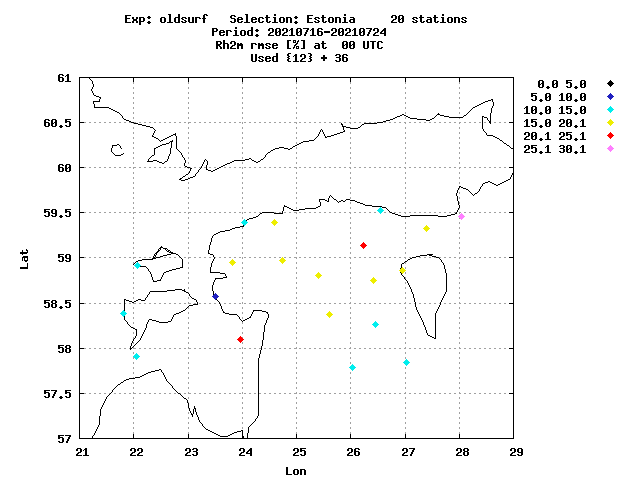 Exp: oldsurf Selection: Estonia 20 stations
Period: 20210716-20210724
Rh2m rmse [%] at 00 UTC
Used {12} + 36
0.0 5.0
5.0 10.0
10.0 15.0
15.0 20.1
20.1 25.1
25.1 30.1
61
60.5
60
59.5
59
58.5
58
57.5
57
Lat
21 22 23 24 25 26 27 28 29
Lon